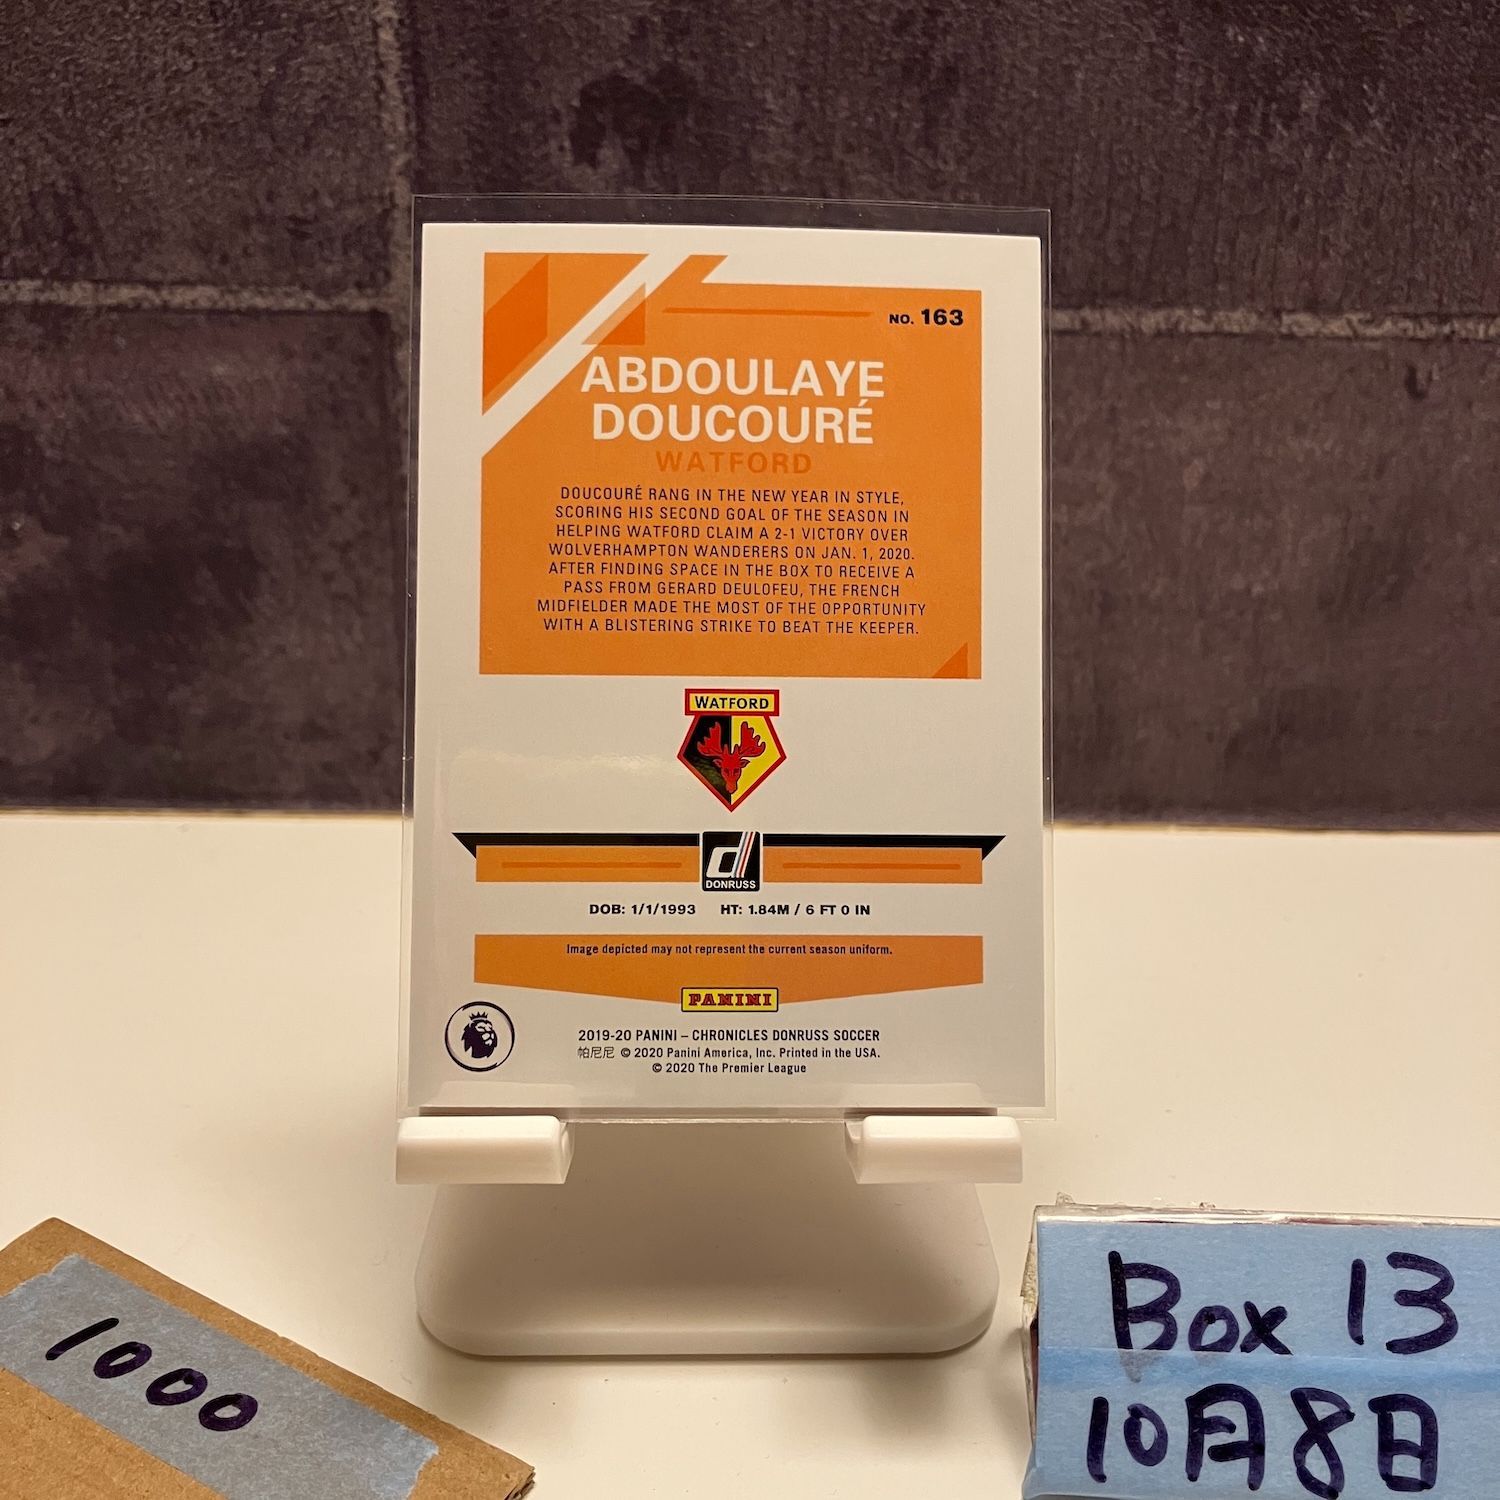 NO. 163
ABDOULAYE
DOUCOURÉ
WATFORD
DOUCOURÉ RANG IN THE NEW YEAR IN STYLE,
SCORING HIS SECOND GOAL OF THE SEASON IN
HELPING WATFORD CLAIM A 2-1 VICTORY OVER
WOLVERHAMPTON WANDERERS ON JAN. 1, 2020.
AFTER FINDING SPACE IN THE BOX TO RECEIVE A
PASS FROM GERARD DEULOFEU, THE FRENCH
MIDFIELDER MADE THE MOST OF THE OPPORTUNITY
WITH A BLISTERING STRIKE TO BEAT THE KEEPER.
WATFORD
d
DONRUSS
DOB: 1/1/1993 HT: 1.84M / 6 FT 0 IN
Image depicted may not represent the current season uniform.
PANINI
2019-20 PANINI – CHRONICLES DONRUSS SOCCER
帕尼尼 © 2020 Panini America, Inc. Printed in the USA.
© 2020 The Premier League
1000
Box 13
10月8日